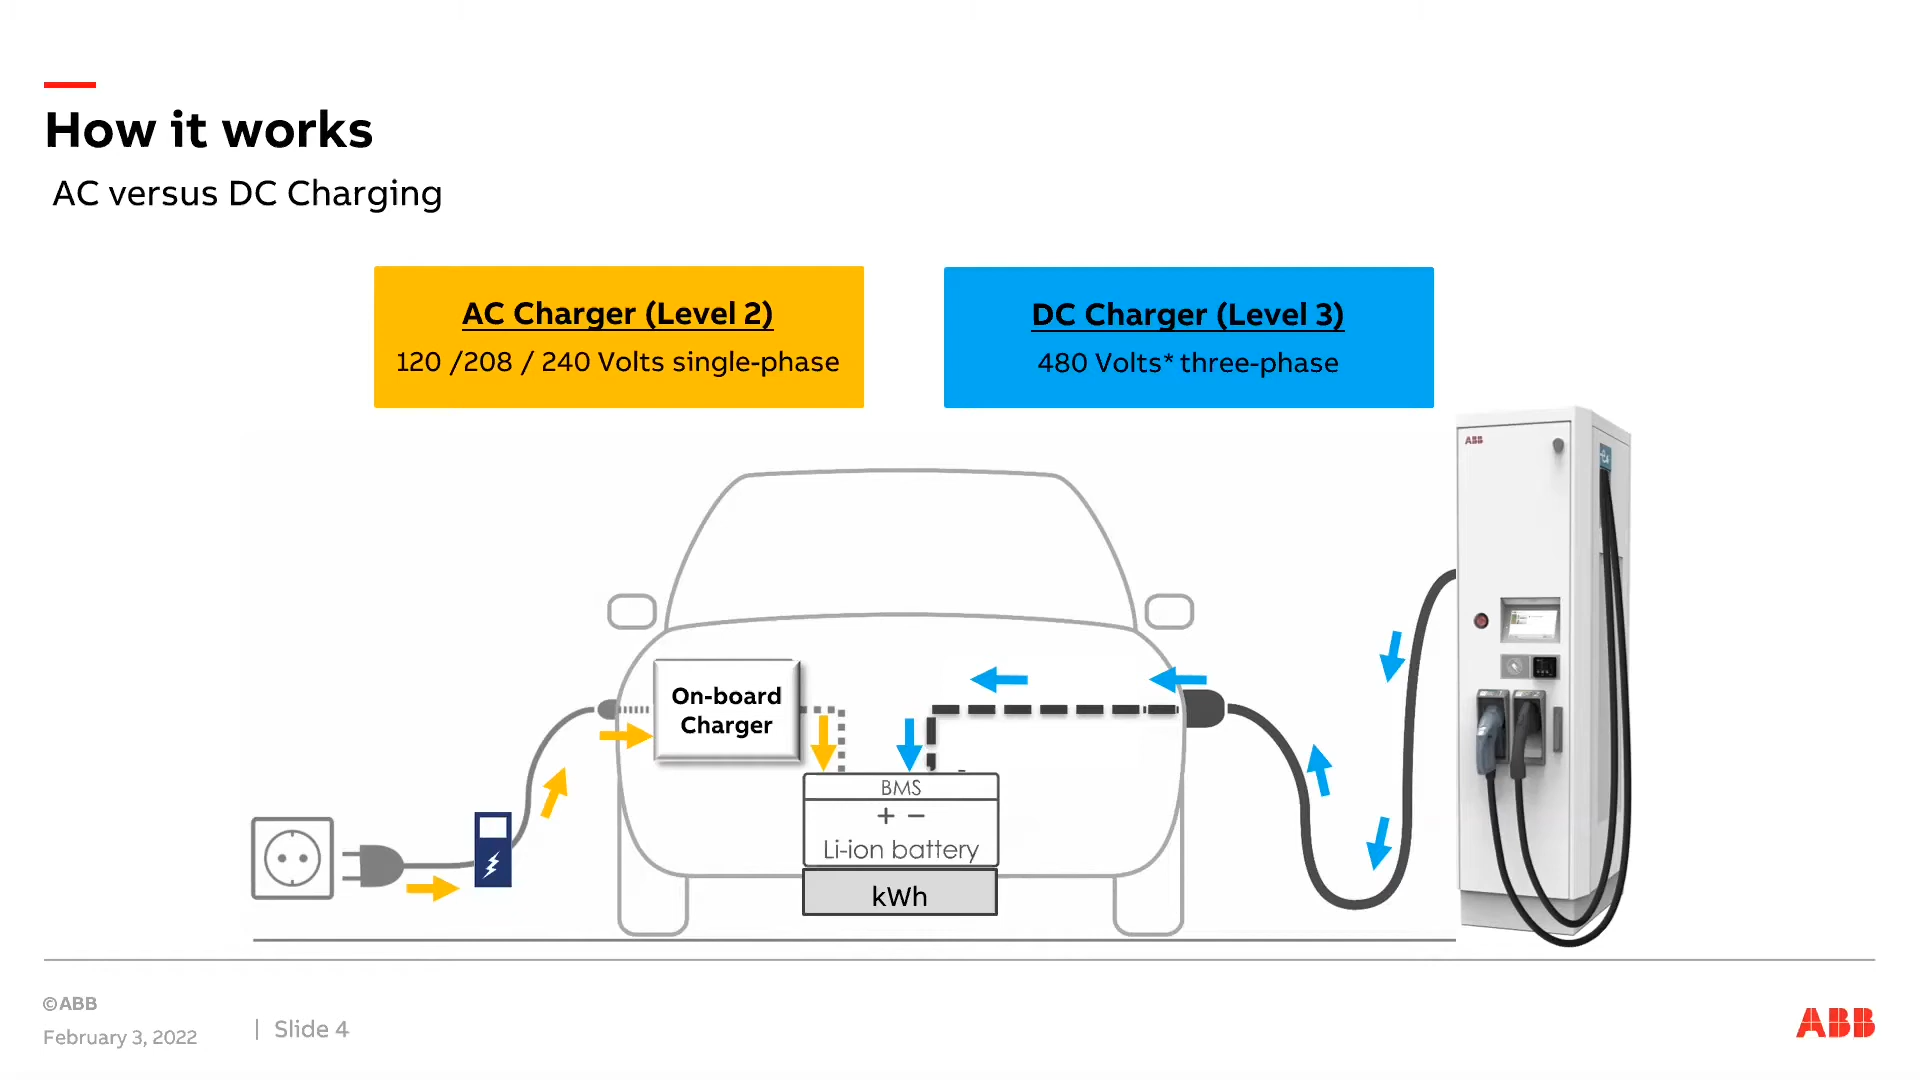 How it works
AC versus DC Charging
AC Charger (Level 2)
120 /208 / 240 Volts single-phase
DC Charger (Level 3)
480 Volts* three-phase
ABB
On-board
Charger
BMS
+ −
Li-ion battery
kWh
©ABB
February 3, 2022
| Slide 4
ABB